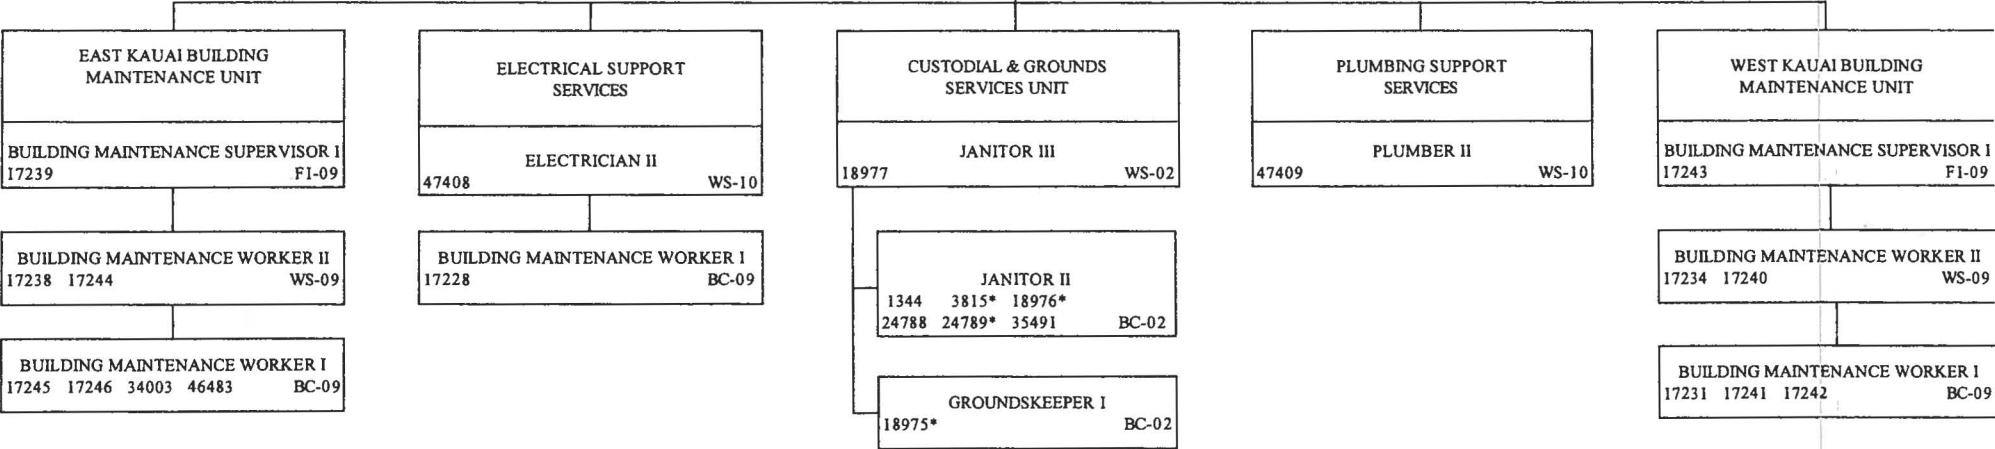 EAST KAUAI BUILDING
MAINTENANCE UNIT
BUILDING MAINTENANCE SUPERVISOR I
17239 F1-09
BUILDING MAINTENANCE WORKER II
17238 17244 WS-09
BUILDING MAINTENANCE WORKER I
17245 17246 34003 46483 BC-09
ELECTRICAL SUPPORT
SERVICES
ELECTRICIAN II
47408 WS-10
BUILDING MAINTENANCE WORKER I
17228 BC-09
CUSTODIAL & GROUNDS
SERVICES UNIT
JANITOR III
18977 WS-02
JANITOR II
1344 3815* 18976*
24788 24789* 35491 BC-02
GROUNDSKEEPER I
18975* BC-02
PLUMBING SUPPORT
SERVICES
PLUMBER II
47409 WS-10
WEST KAUAI BUILDING
MAINTENANCE UNIT
BUILDING MAINTENANCE SUPERVISOR I
17243 F1-09
BUILDING MAINTENANCE WORKER II
17234 17240 WS-09
BUILDING MAINTENANCE WORKER I
17231 17241 17242 BC-09